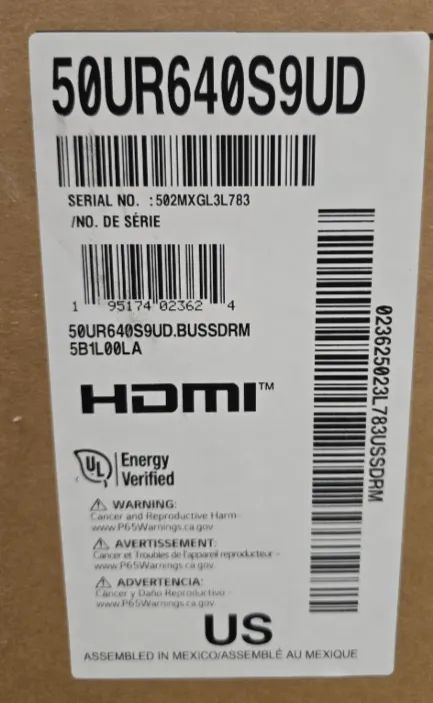 50UR640S9UD
SERIAL NO. : 502MXGL3L783
/NO. DE SÉRIE
1 95174 02362 4
50UR640S9UD.BUSSDRM
5B1L00LA
HDMI™
UL Energy
Verified
WARNING:
Cancer and Reproductive Harm-
www.P65Warnings.ca.gov
AVERTISSEMENT:
Cancer et Troubles de l'appareil reproducteur -
www.P65Warnings.ca.gov
ADVERTENCIA:
Cáncer y Daño Reproductivo -
www.P65Warnings.ca.gov
US
ASSEMBLED IN MEXICO/ASSEMBLÉ AU MEXIQUE
023625023L783USSDRM